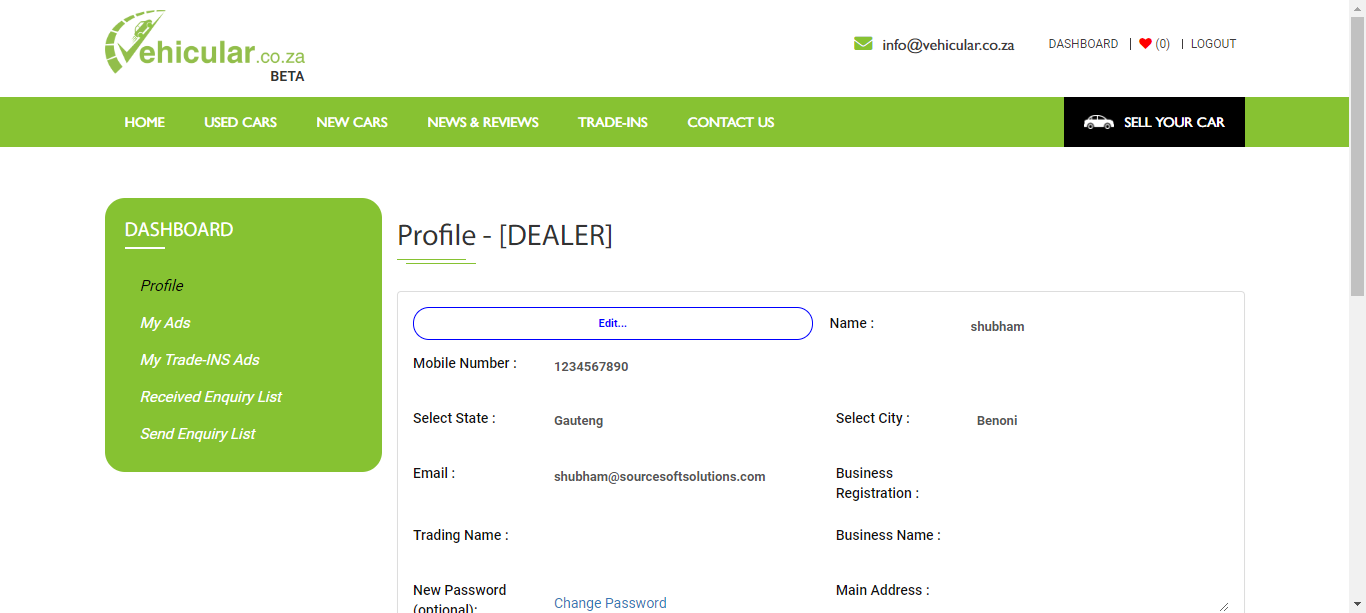 Vehicular.co.za
BETA
info@vehicular.co.za
DASHBOARD | (0) | LOGOUT
HOME USED CARS NEW CARS NEWS & REVIEWS TRADE-INS CONTACT US SELL YOUR CAR
DASHBOARD
Profile
My Ads
My Trade-INS Ads
Received Enquiry List
Send Enquiry List
Profile - [DEALER]
Edit... Name : shubham
Mobile Number : 1234567890
Select State : Gauteng Select City : Benoni
Email : shubham@sourcesoftsolutions.com Business
Registration :
Trading Name : Business Name :
New Password Main Address :
(optional): Change Password